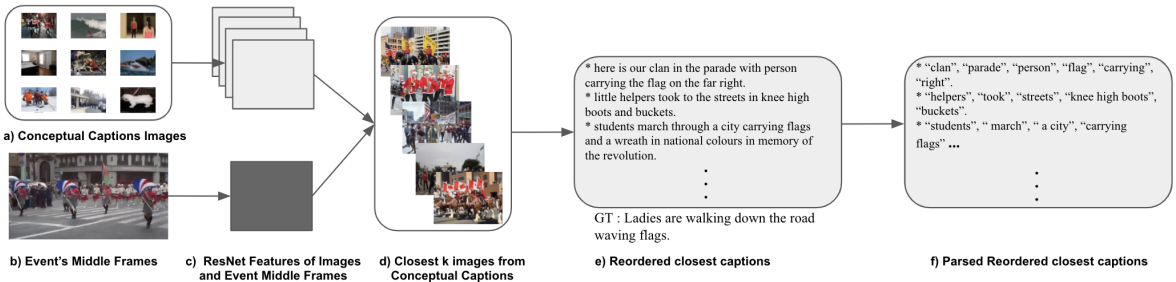 a) Conceptual Captions Images
b) Event's Middle Frames
c) ResNet Features of Images
and Event Middle Frames
d) Closest k images from
Conceptual Captions
* here is our clan in the parade with person
carrying the flag on the far right.
* little helpers took to the streets in knee high
boots and buckets.
* students march through a city carrying flags
and a wreath in national colours in memory of
the revolution.
GT : Ladies are walking down the road
waving flags.
e) Reordered closest captions
* “clan”, “parade”, “person”, “flag”, “carrying”,
“right”.
* “helpers”, “took”, “streets”, “knee high boots”,
“buckets”.
* “students”, “ march”, “ a city”, “carrying
flags” ...
f) Parsed Reordered closest captions